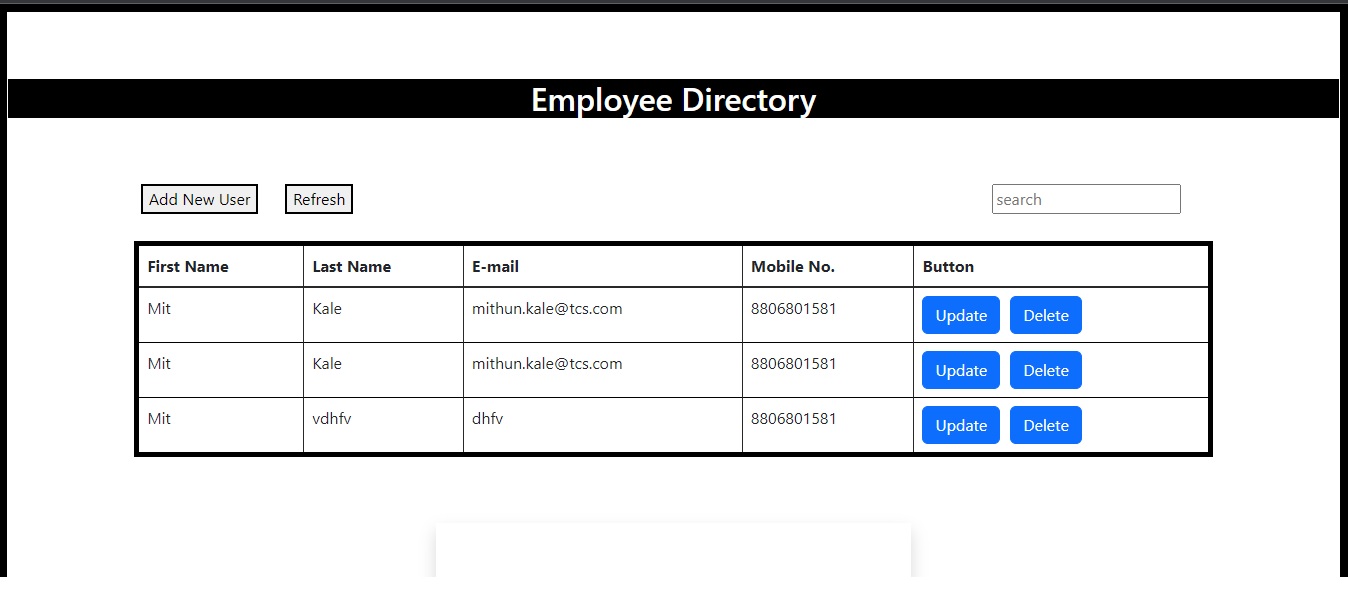 Employee Directory
Add New User Refresh search
First Name Last Name E-mail Mobile No. Button
Mit Kale mithun.kale@tcs.com 8806801581 Update Delete
Mit Kale mithun.kale@tcs.com 8806801581 Update Delete
Mit vdhfv dhfv 8806801581 Update Delete